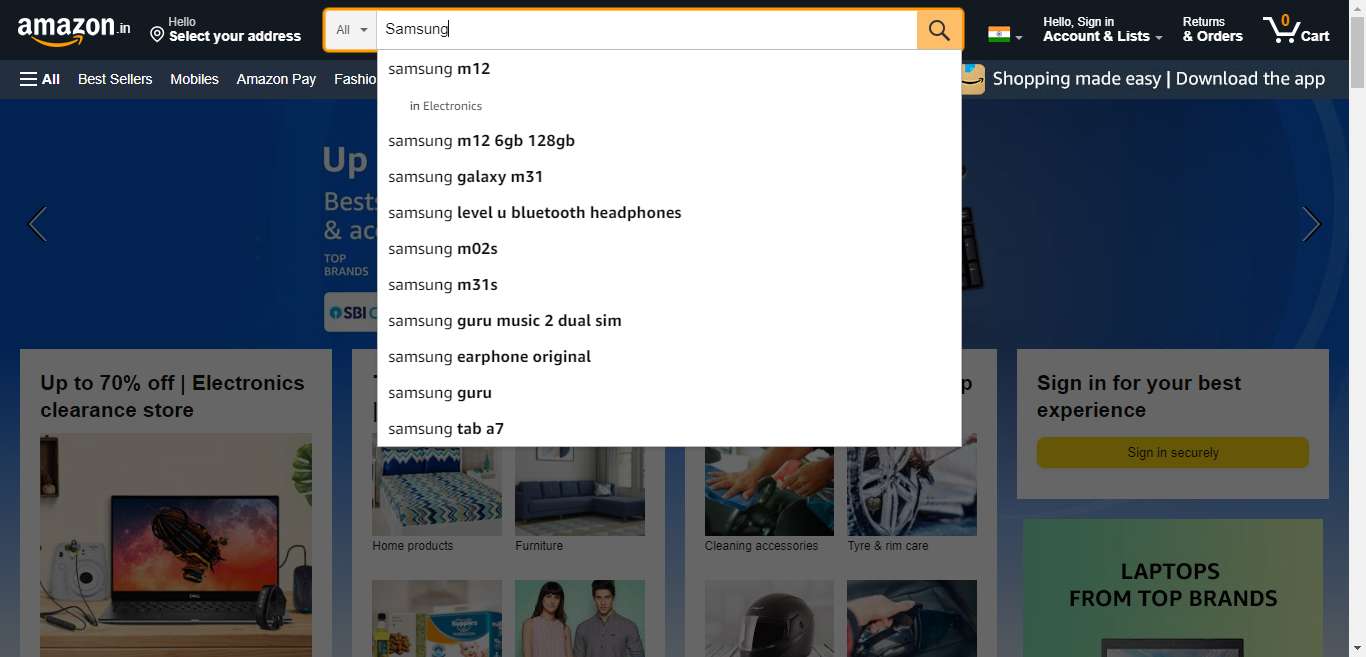 amazon.in
Hello
Select your address
All
Samsung
Hello, Sign in
Account & Lists
Returns
& Orders
0
Cart
All
Best Sellers
Mobiles
Amazon Pay
Fashio
Shopping made easy | Download the app
samsung m12
in Electronics
samsung m12 6gb 128gb
samsung galaxy m31
samsung level u bluetooth headphones
samsung m02s
samsung m31s
samsung guru music 2 dual sim
samsung earphone original
samsung guru
samsung tab a7
Up
Bests
& acc
TOP
BRANDS
SBI
Up to 70% off | Electronics
clearance store
DELL
Home products
Furniture
Supples
Cleaning accessories
Tyre & rim care
Sign in for your best
experience
Sign in securely
LAPTOPS
FROM TOP BRANDS